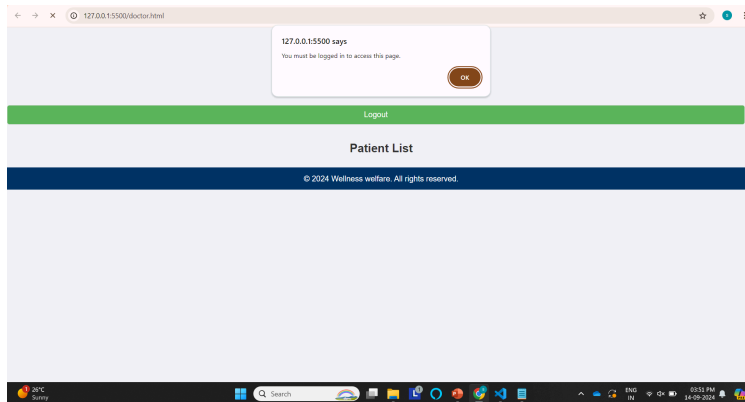 127.0.0.1:5500/doctor.html
127.0.0.1:5500 says
You must be logged in to access this page.
OK
Logout
Patient List
© 2024 Wellness welfare. All rights reserved.
26°C
Sunny
Search
ENG
IN
03:51 PM
14-09-2024